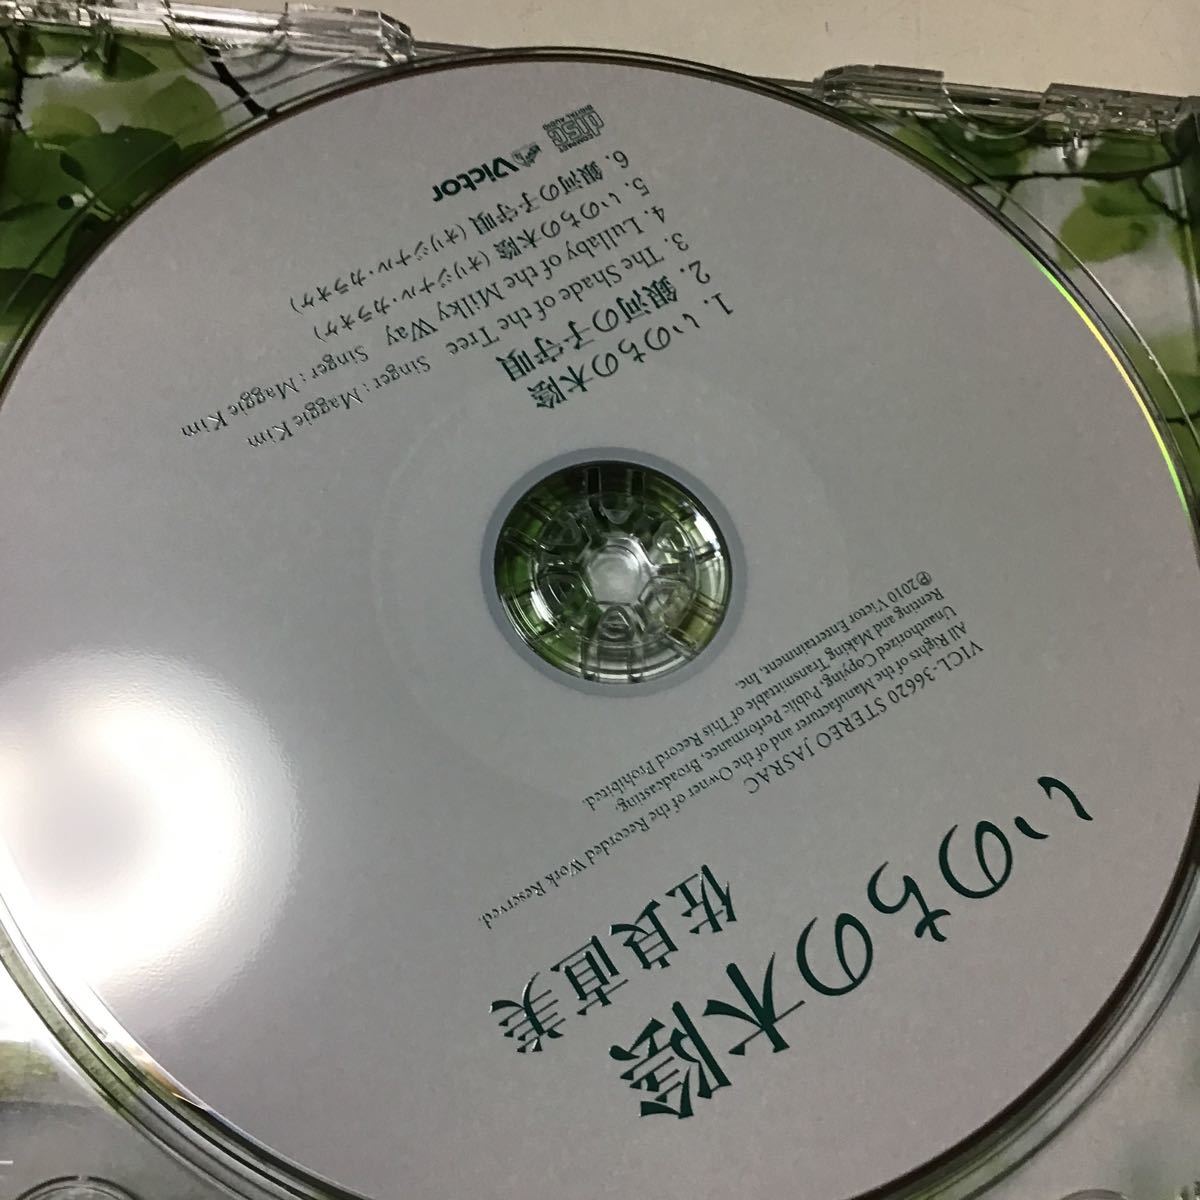 いのちの木陰
佐良直美
VICL-36620 STEREO JASRAC
All Rights of the Manufacturer and of the Owner of the Recorded Work Reserved.
Unauthorized Copying, Public Performance, Broadcasting,
Renting and Making Transmittable of This Record Prohibited.
℗2010 Victor Entertainment, Inc.
1. いのちの木陰
2. 銀河の子守唄
3. The Shade of the Tree Singer : Maggie Kim
4. Lullaby of the Milky Way Singer : Maggie Kim
5. いのちの木陰 (オリジナル・カラオケ)
6. 銀河の子守唄 (オリジナル・カラオケ)
Victor
COMPACT
disc
DIGITAL AUDIO